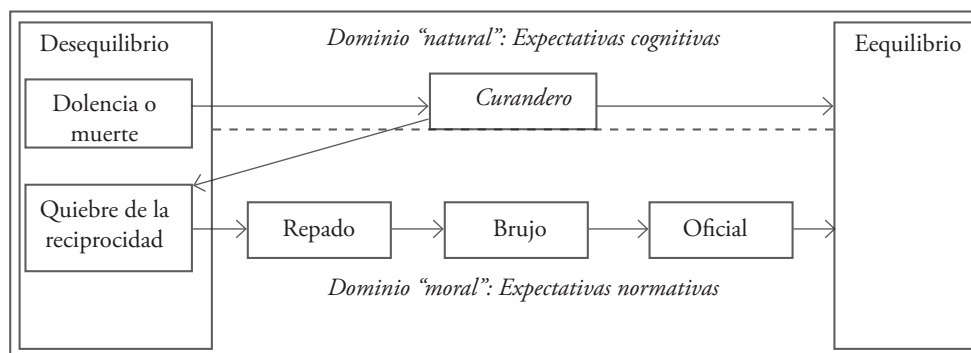 Desequilibrio
Dominio “natural”: Expectativas cognitivas
Eequilibrio
Dolencia o
muerte
Curandero
Quiebre de la
reciprocidad
Repado
Brujo
Oficial
Dominio “moral”: Expectativas normativas